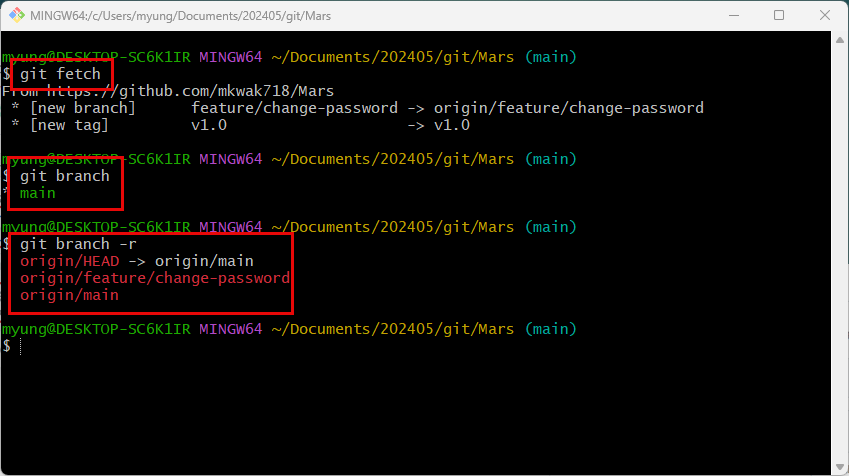 MINGW64:/c/Users/myung/Documents/202405/git/Mars
myung@DESKTOP-SC6K1IR MINGW64 ~/Documents/202405/git/Mars (main)
$ git fetch
From https://github.com/mkwak718/Mars
 * [new branch]      feature/change-password -> origin/feature/change-password
 * [new tag]         v1.0                    -> v1.0
myung@DESKTOP-SC6K1IR MINGW64 ~/Documents/202405/git/Mars (main)
$ git branch
* main
myung@DESKTOP-SC6K1IR MINGW64 ~/Documents/202405/git/Mars (main)
$ git branch -r
  origin/HEAD -> origin/main
  origin/feature/change-password
  origin/main
myung@DESKTOP-SC6K1IR MINGW64 ~/Documents/202405/git/Mars (main)
$